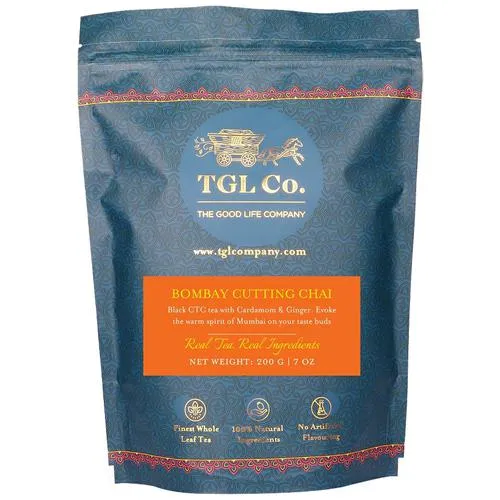 TGL Co.
THE GOOD LIFE COMPANY
www.tglcompany.com
BOMBAY CUTTING CHAI
Black CTC tea with Cardamom & Ginger. Evoke
the warm spirit of Mumbai on your taste buds
Real Tea. Real Ingredients
NET WEIGHT: 200 G | 7 OZ
Finest Whole
Leaf Tea
100% Natural
Ingredients
No Artificial
Flavouring